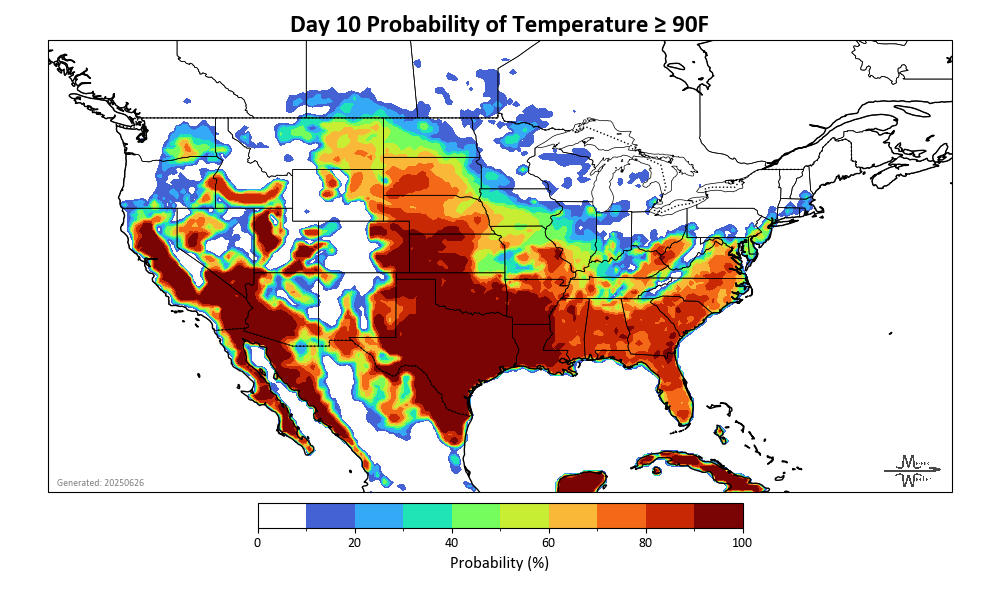 Day 10 Probability of Temperature ≥ 90F
Generated: 20250626
0 20 40 60 80 100
Probability (%)